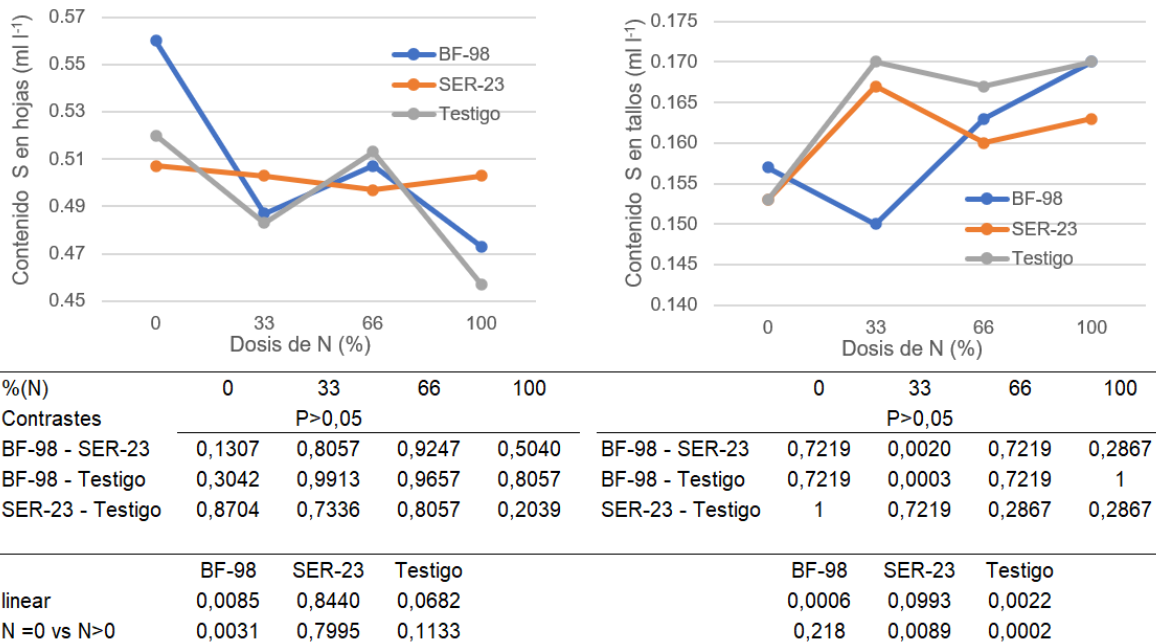 Contenido S en hojas (ml l⁻¹)
0.57
0.55
0.53
0.51
0.49
0.47
0.45
0 33 66 100
Dosis de N (%)
BF-98
SER-23
Testigo
Contenido S en tallos (ml l⁻¹)
0.175
0.170
0.165
0.160
0.155
0.150
0.145
0.140
0 33 66 100
Dosis de N (%)
BF-98
SER-23
Testigo
%(N) 0 33 66 100 0 33 66 100
Contrastes P>0,05 P>0,05
BF-98 - SER-23 0,1307 0,8057 0,9247 0,5040 BF-98 - SER-23 0,7219 0,0020 0,7219 0,2867
BF-98 - Testigo 0,3042 0,9913 0,9657 0,8057 BF-98 - Testigo 0,7219 0,0003 0,7219 1
SER-23 - Testigo 0,8704 0,7336 0,8057 0,2039 SER-23 - Testigo 1 0,7219 0,2867 0,2867
BF-98 SER-23 Testigo BF-98 SER-23 Testigo
linear 0,0085 0,8440 0,0682 0,0006 0,0993 0,0022
N =0 vs N>0 0,0031 0,7995 0,1133 0,218 0,0089 0,0002